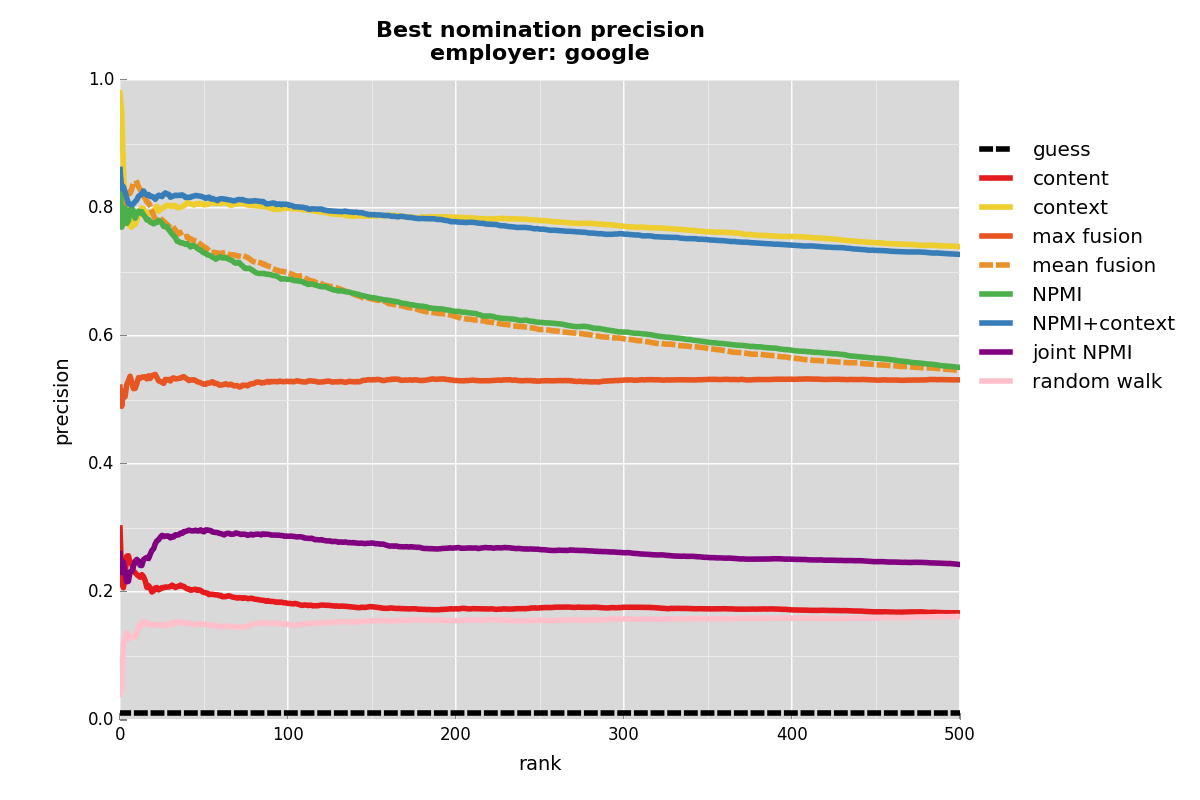 Best nomination precision
employer: google
precision
1.0
0.8
0.6
0.4
0.2
0.0
0
100
200
300
400
500
rank
guess
content
context
max fusion
mean fusion
NPMI
NPMI+context
joint NPMI
random walk